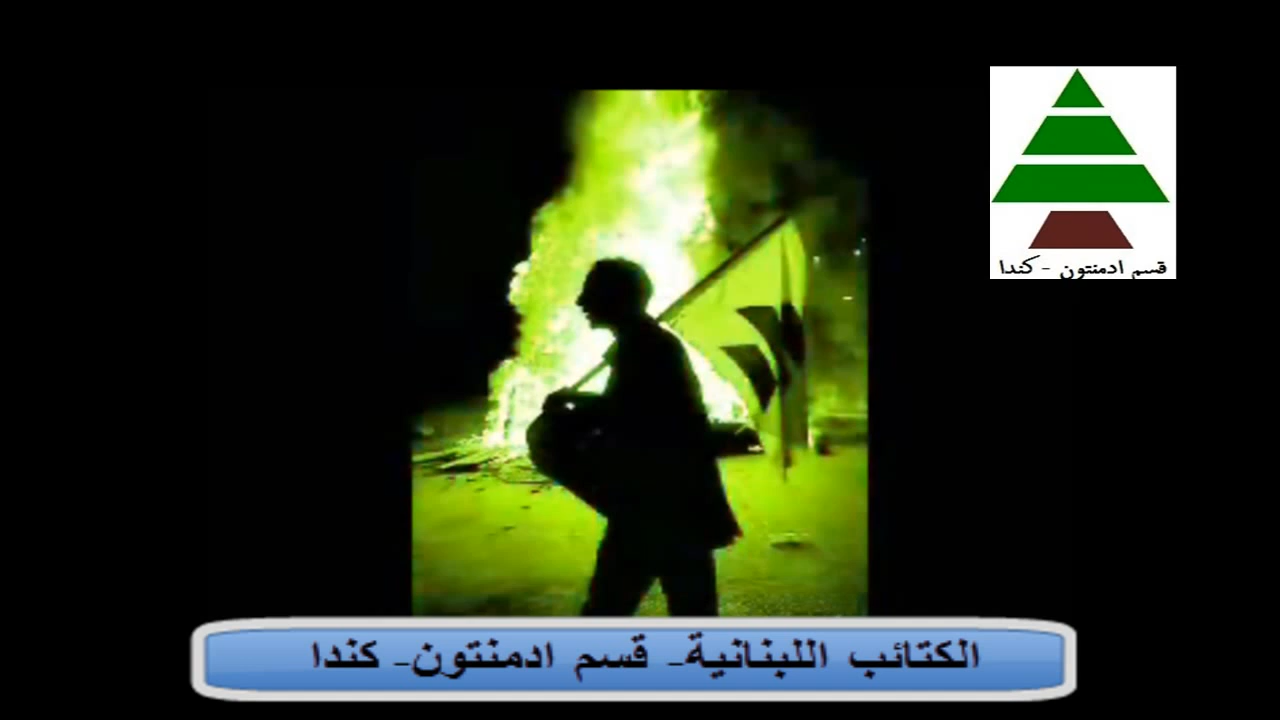 قسم ادمنتون - كندا
الكتائب اللبنانية- قسم ادمنتون- كندا